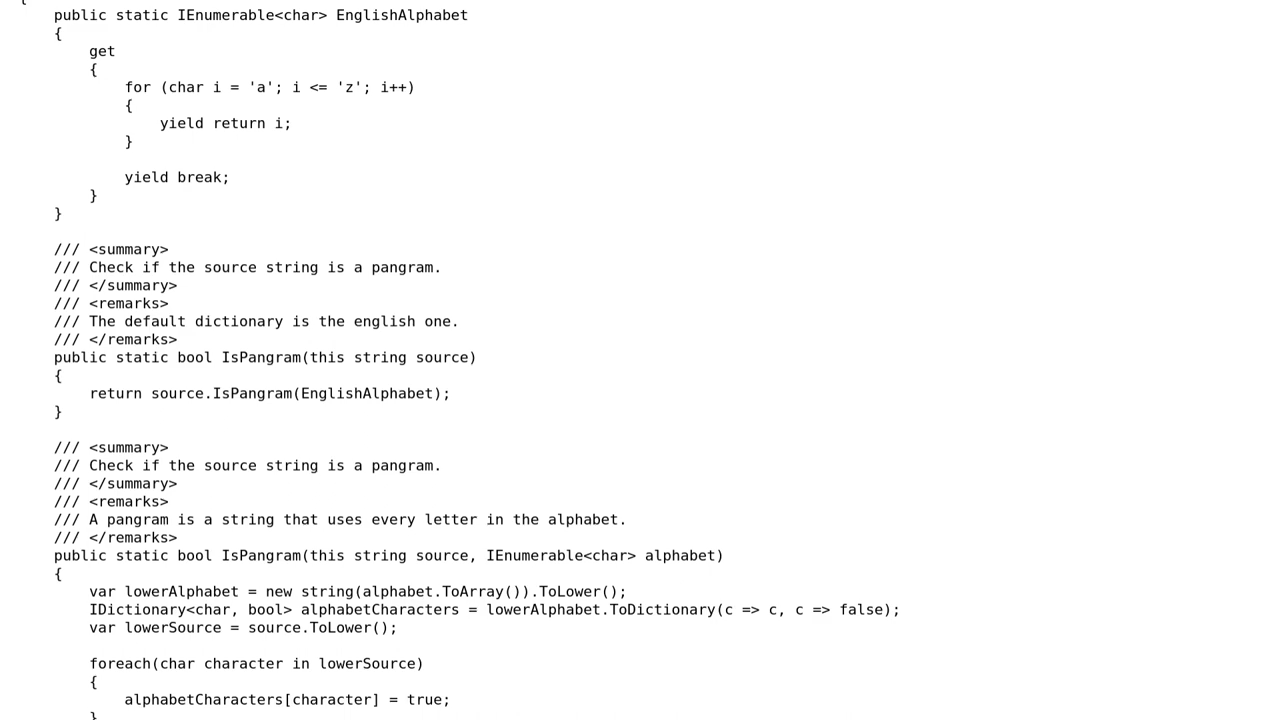 {
public static IEnumerable<char> EnglishAlphabet
{
get
{
for (char i = 'a'; i <= 'z'; i++)
{
yield return i;
}
yield break;
}
}
/// <summary>
/// Check if the source string is a pangram.
/// </summary>
/// <remarks>
/// The default dictionary is the english one.
/// </remarks>
public static bool IsPangram(this string source)
{
return source.IsPangram(EnglishAlphabet);
}
/// <summary>
/// Check if the source string is a pangram.
/// </summary>
/// <remarks>
/// A pangram is a string that uses every letter in the alphabet.
/// </remarks>
public static bool IsPangram(this string source, IEnumerable<char> alphabet)
{
var lowerAlphabet = new string(alphabet.ToArray()).ToLower();
IDictionary<char, bool> alphabetCharacters = lowerAlphabet.ToDictionary(c => c, c => false);
var lowerSource = source.ToLower();
foreach(char character in lowerSource)
{
alphabetCharacters[character] = true;
}